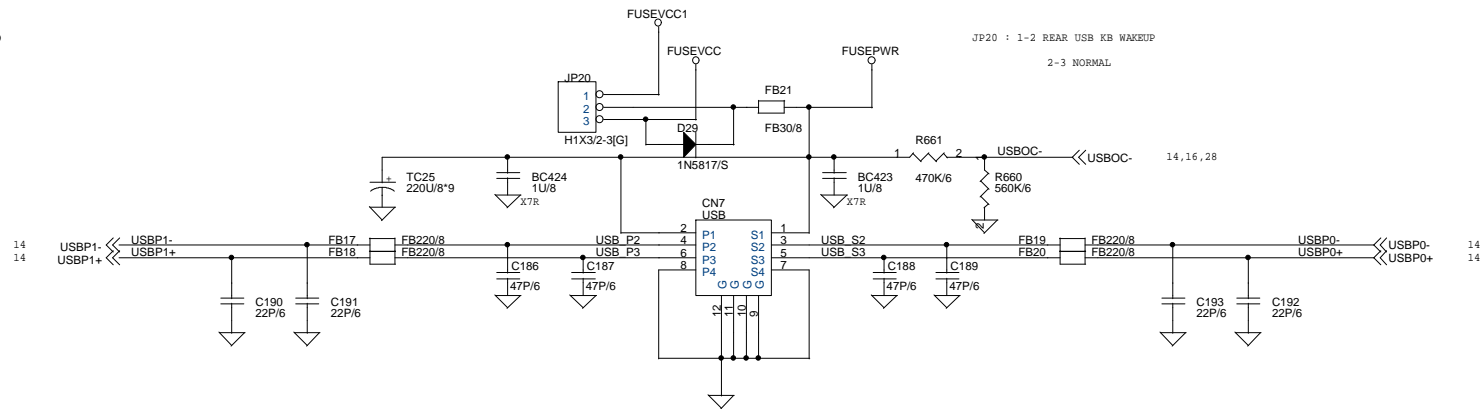 FUSEVCC1
FUSEVCC
FUSEPWR
JP20 : 1-2 REAR USB KB WAKEUP
2-3 NORMAL
JP20
1
2
3
H1X3/2-3[G]
FB21
FB30/8
D29
1N5817/S
R661
1
2
470K/6
USBOC-
USBOC-
14,16,28
R660
560K/6
1
2
TC25
220U/8*9
+
BC424
1U/8
X7R
BC423
1U/8
X7R
CN7
USB
2 P1 S1 1
4 P2 S2 3
6 P3 S3 5
8 P4 S4 7
G G G G
12 11 10 9
14 USBP1- USBP1- FB17 FB220/8 USB_P2
14 USBP1+ USBP1+ FB18 FB220/8 USB_P3
USB_S2 FB19 FB220/8 USBP0- USBP0- 14
USB_S3 FB20 FB220/8 USBP0+ USBP0+ 14
C186
47P/6
C187
47P/6
C188
47P/6
C189
47P/6
C190
22P/6
C191
22P/6
C193
22P/6
C192
22P/6